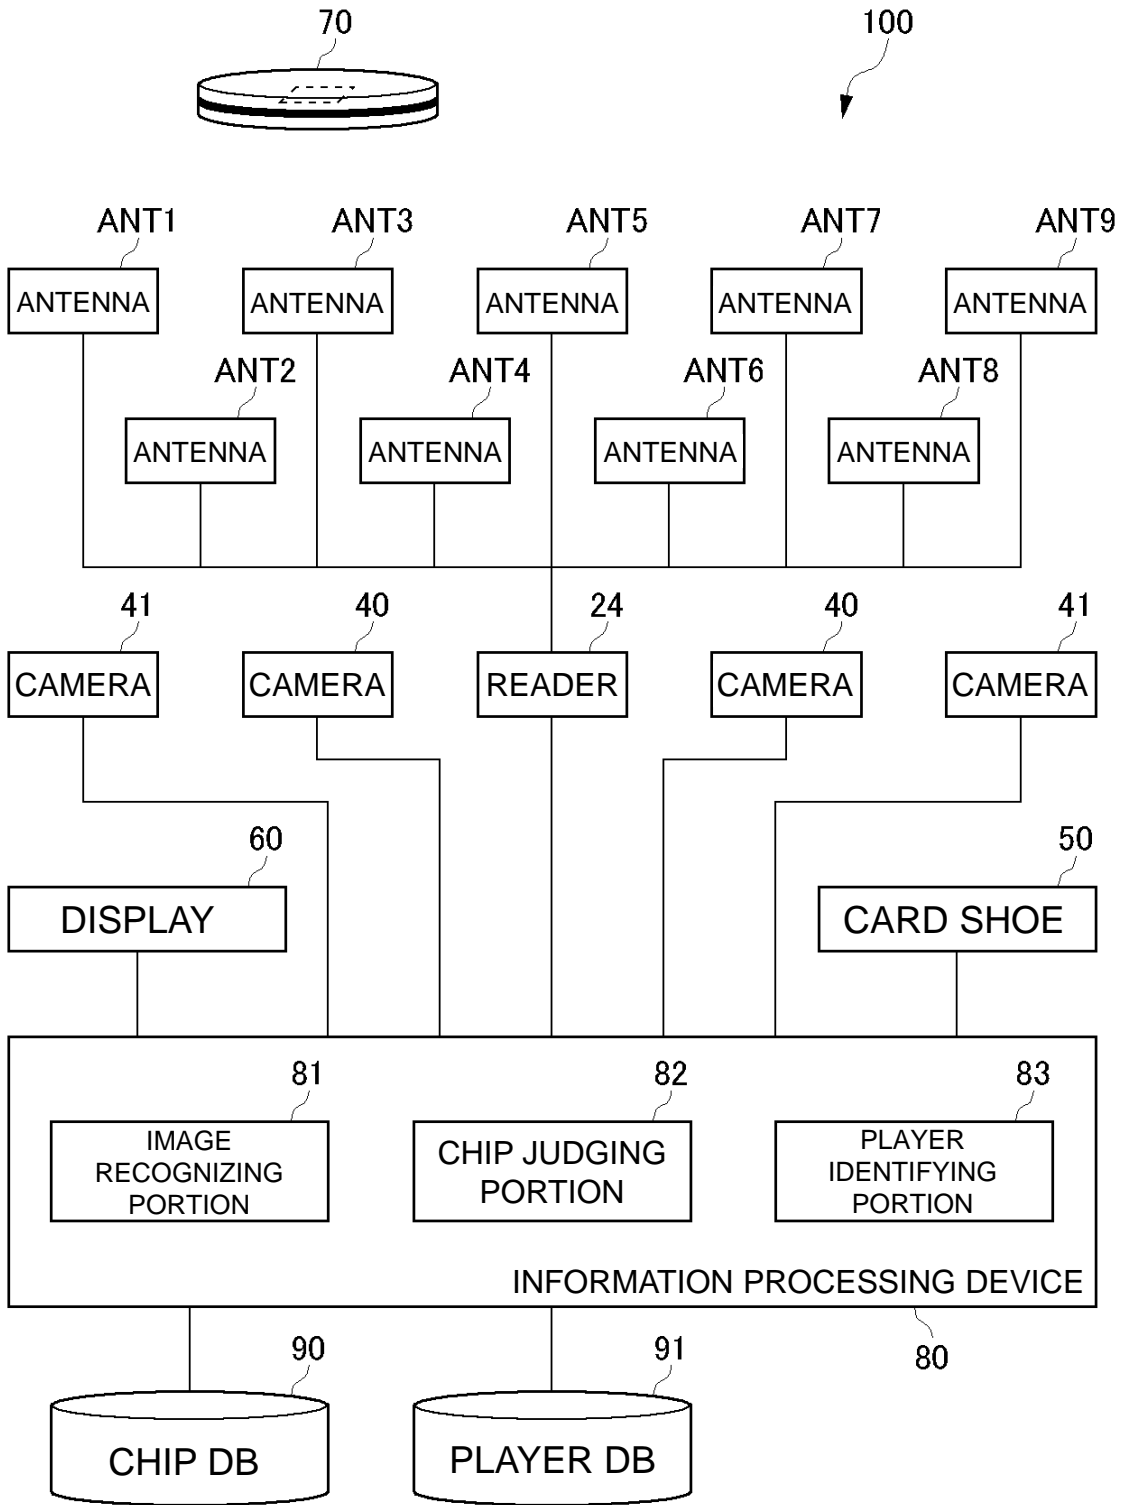 70
100
ANT1
ANT3
ANT5
ANT7
ANT9
ANTENNA
ANTENNA
ANTENNA
ANTENNA
ANTENNA
ANT2
ANT4
ANT6
ANT8
ANTENNA
ANTENNA
ANTENNA
ANTENNA
41
40
24
40
41
CAMERA
CAMERA
READER
CAMERA
CAMERA
60
50
DISPLAY
CARD SHOE
81
82
83
IMAGE
RECOGNIZING
PORTION
CHIP JUDGING
PORTION
PLAYER
IDENTIFYING
PORTION
INFORMATION PROCESSING DEVICE
80
90
91
CHIP DB
PLAYER DB